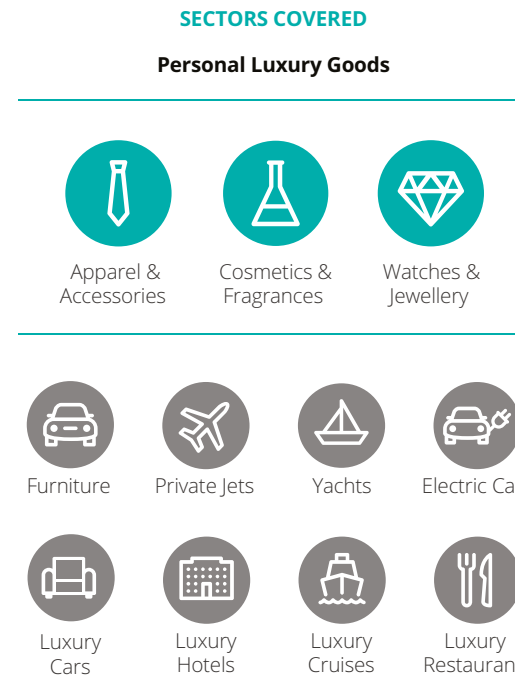 SECTORS COVERED
Personal Luxury Goods
Apparel &
Accessories
Cosmetics &
Fragrances
Watches &
Jewellery
Furniture
Private Jets
Yachts
Electric Ca
Luxury
Cars
Luxury
Hotels
Luxury
Cruises
Luxury
Restauran